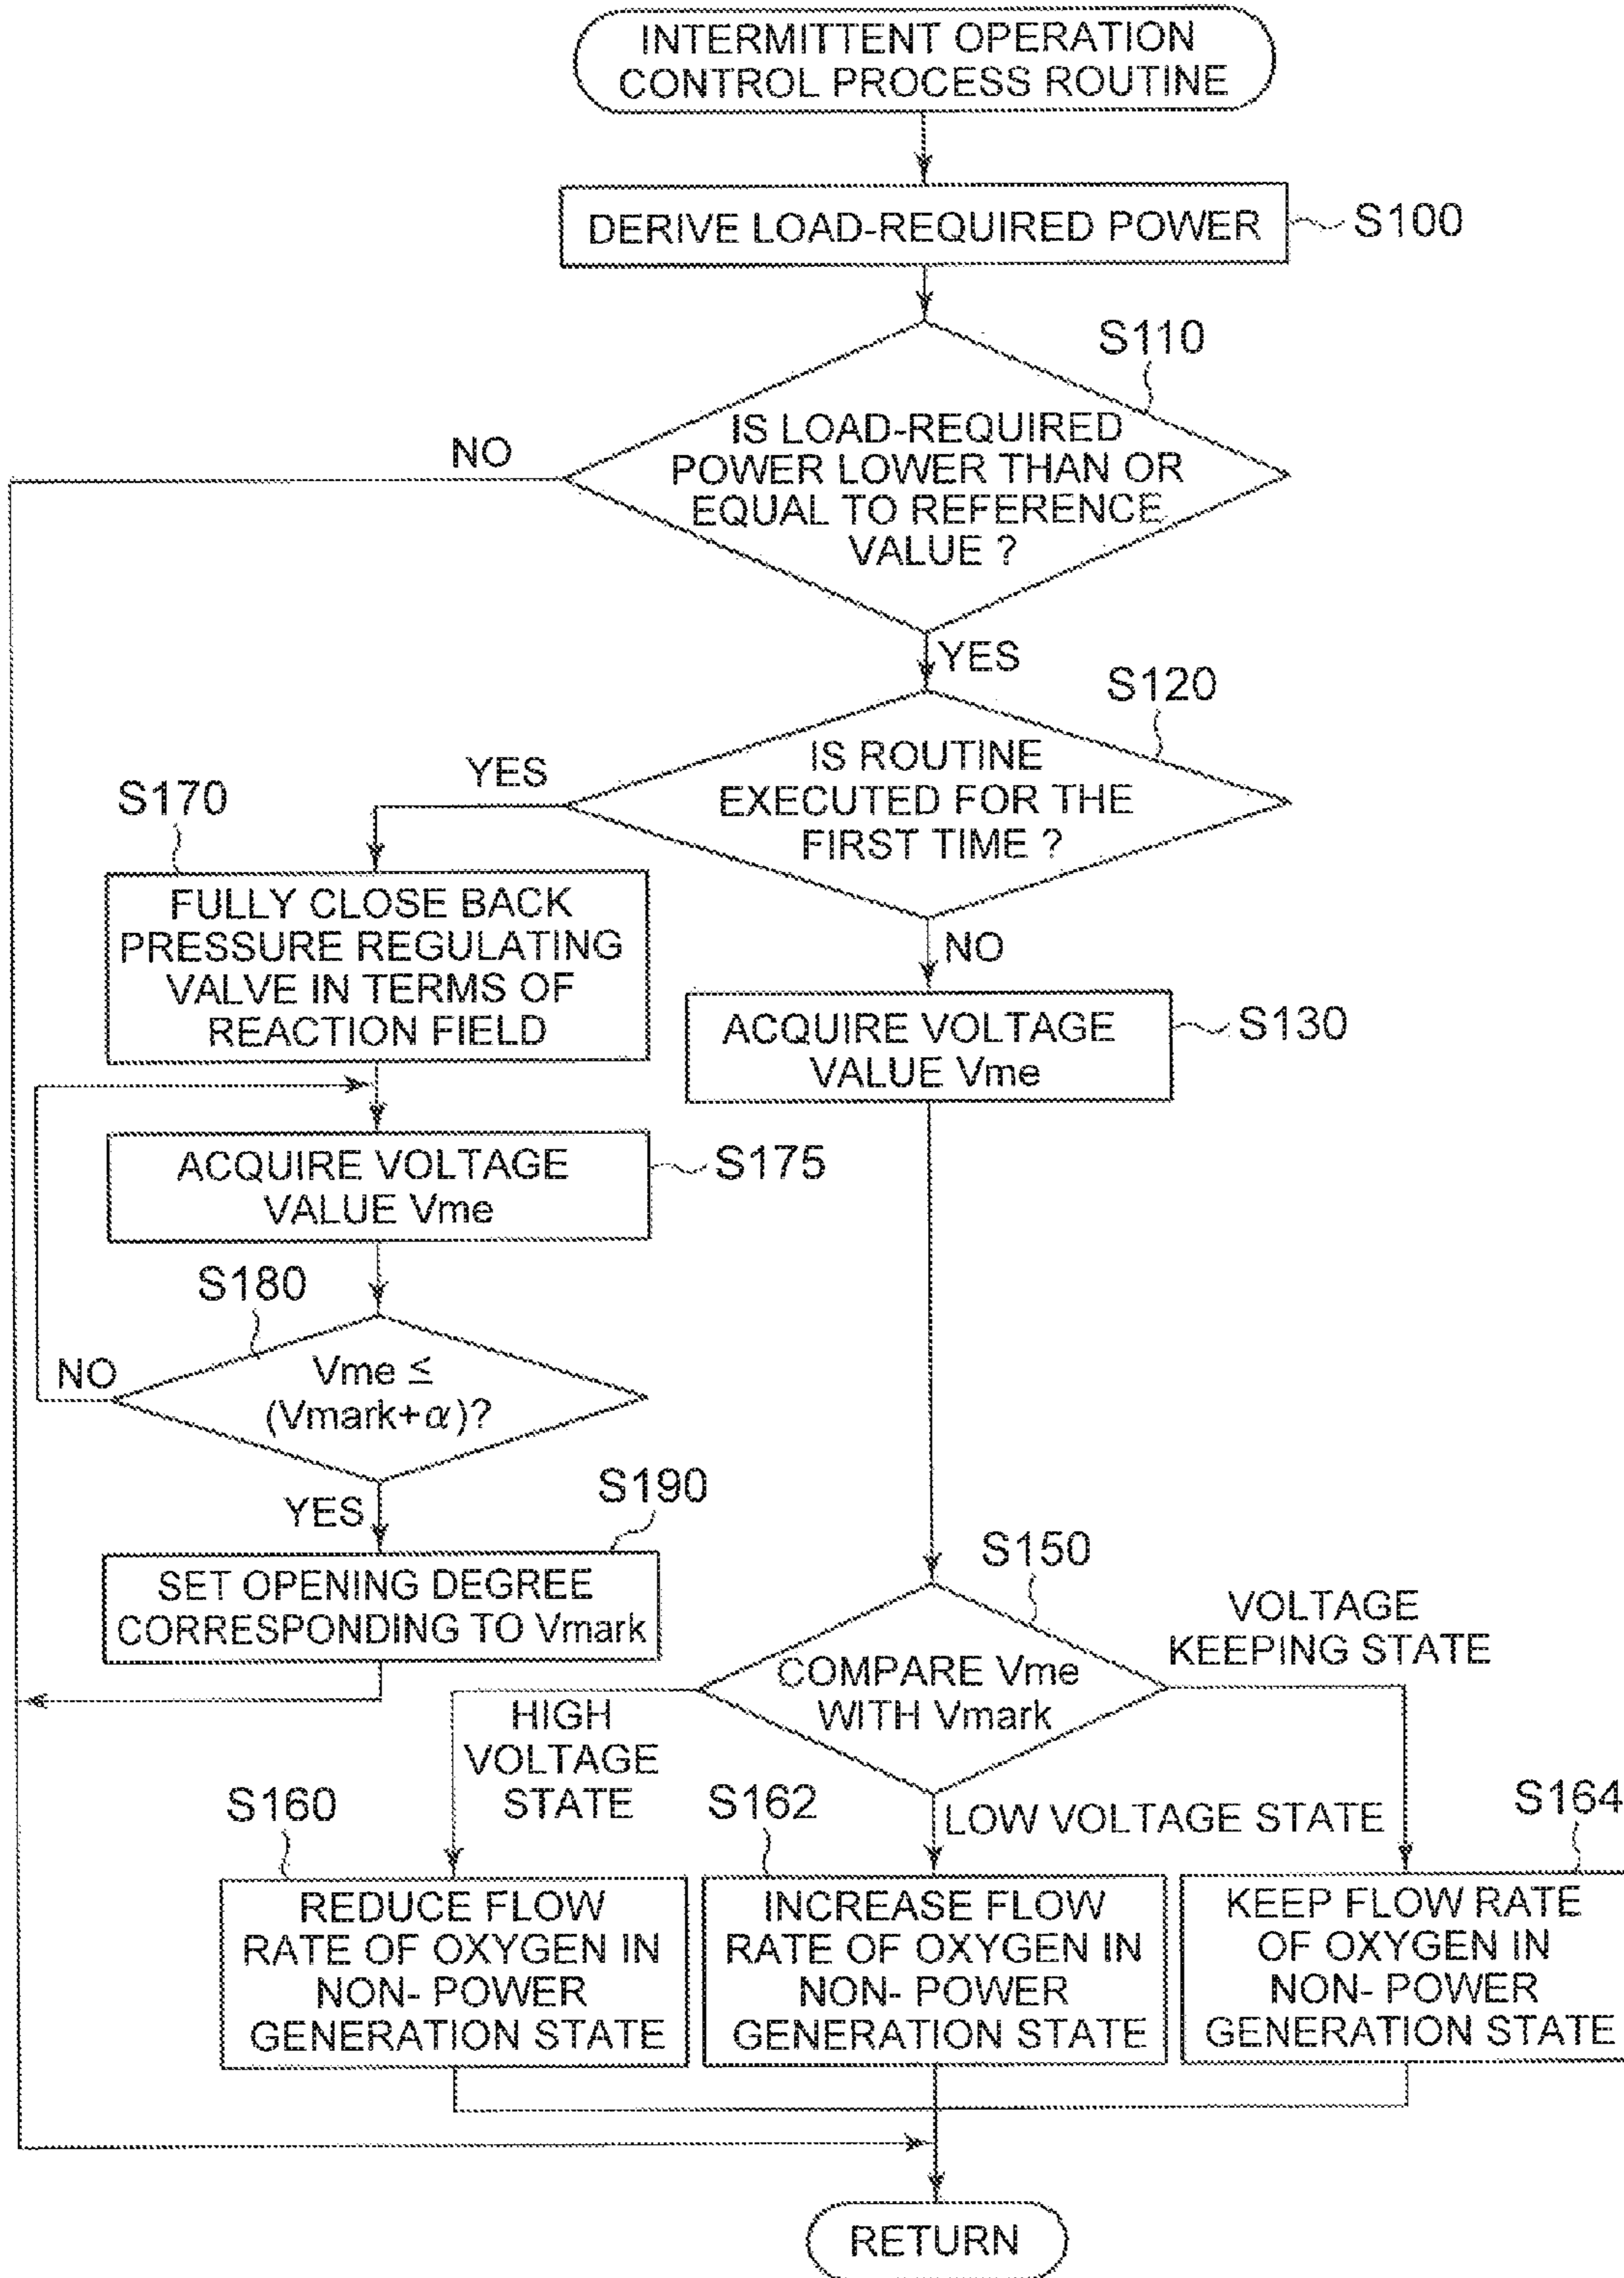 INTERMITTENT OPERATION
CONTROL PROCESS ROUTINE
DERIVE LOAD-REQUIRED POWER
S100
S110
IS LOAD-REQUIRED
POWER LOWER THAN OR
EQUAL TO REFERENCE
VALUE ?
NO
YES
S120
IS ROUTINE
EXECUTED FOR THE
FIRST TIME ?
YES
NO
S170
FULLY CLOSE BACK
PRESSURE REGULATING
VALVE IN TERMS OF
REACTION FIELD
ACQUIRE VOLTAGE
VALUE Vme
S130
ACQUIRE VOLTAGE
VALUE Vme
S175
S180
Vme ≤
(Vmark+α)?
NO
YES
S190
SET OPENING DEGREE
CORRESPONDING TO Vmark
S150
COMPARE Vme
WITH Vmark
VOLTAGE
KEEPING STATE
HIGH
VOLTAGE
STATE
LOW VOLTAGE STATE
S160
REDUCE FLOW
RATE OF OXYGEN IN
NON- POWER
GENERATION STATE
S162
INCREASE FLOW
RATE OF OXYGEN IN
NON- POWER
GENERATION STATE
S164
KEEP FLOW RATE
OF OXYGEN IN
NON- POWER
GENERATION STATE
RETURN